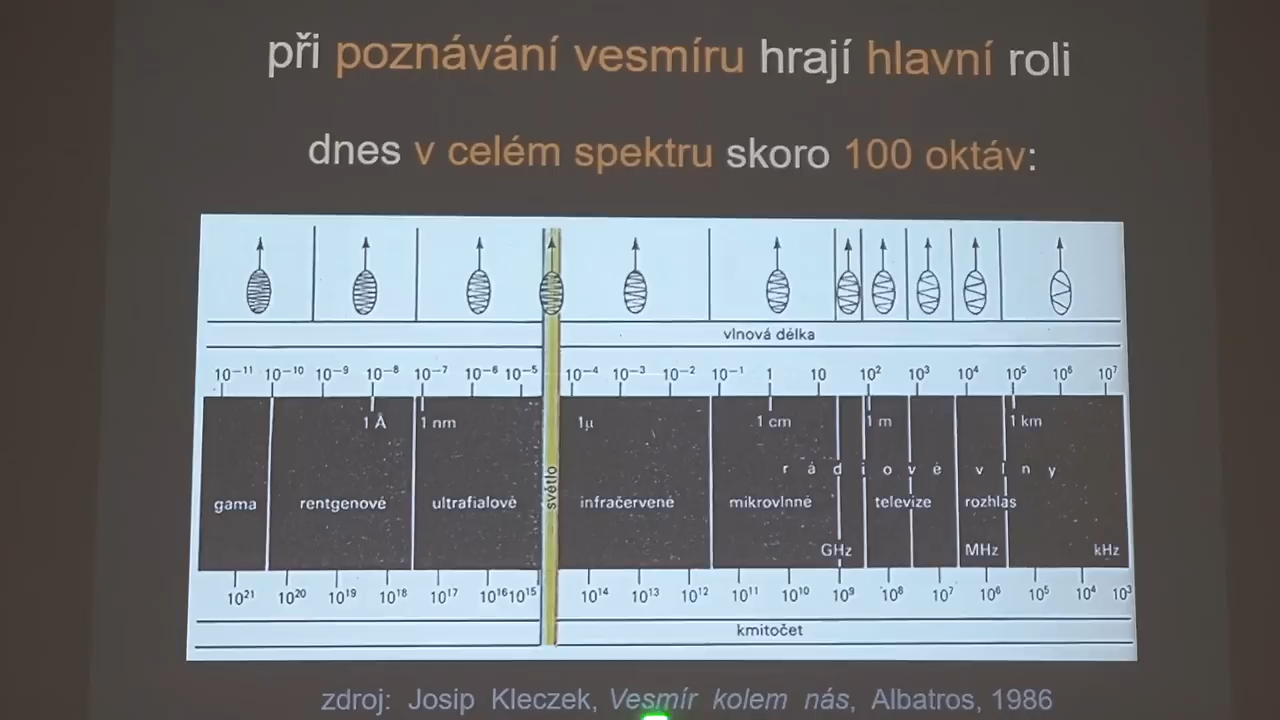 při poznávání vesmíru hrají hlavní roli
dnes v celém spektru skoro 100 oktáv:
vlnová délka
10⁻¹¹ 10⁻¹⁰ 10⁻⁹ 10⁻⁸ 10⁻⁷ 10⁻⁶ 10⁻⁵ 10⁻⁴ 10⁻³ 10⁻² 10⁻¹ 1 10 10² 10³ 10⁴ 10⁵ 10⁶ 10⁷
1 Å 1 nm 1μ 1 cm 1 m 1 km
rádiové vlny
gama rentgenové ultrafialové světlo infračervené mikrovlnné televize rozhlas
GHz MHz kHz
10²¹ 10²⁰ 10¹⁹ 10¹⁸ 10¹⁷ 10¹⁶ 10¹⁵ 10¹⁴ 10¹³ 10¹² 10¹¹ 10¹⁰ 10⁹ 10⁸ 10⁷ 10⁶ 10⁵ 10⁴ 10³
kmitočet
zdroj: Josip Kleczek, Vesmír kolem nás, Albatros, 1986